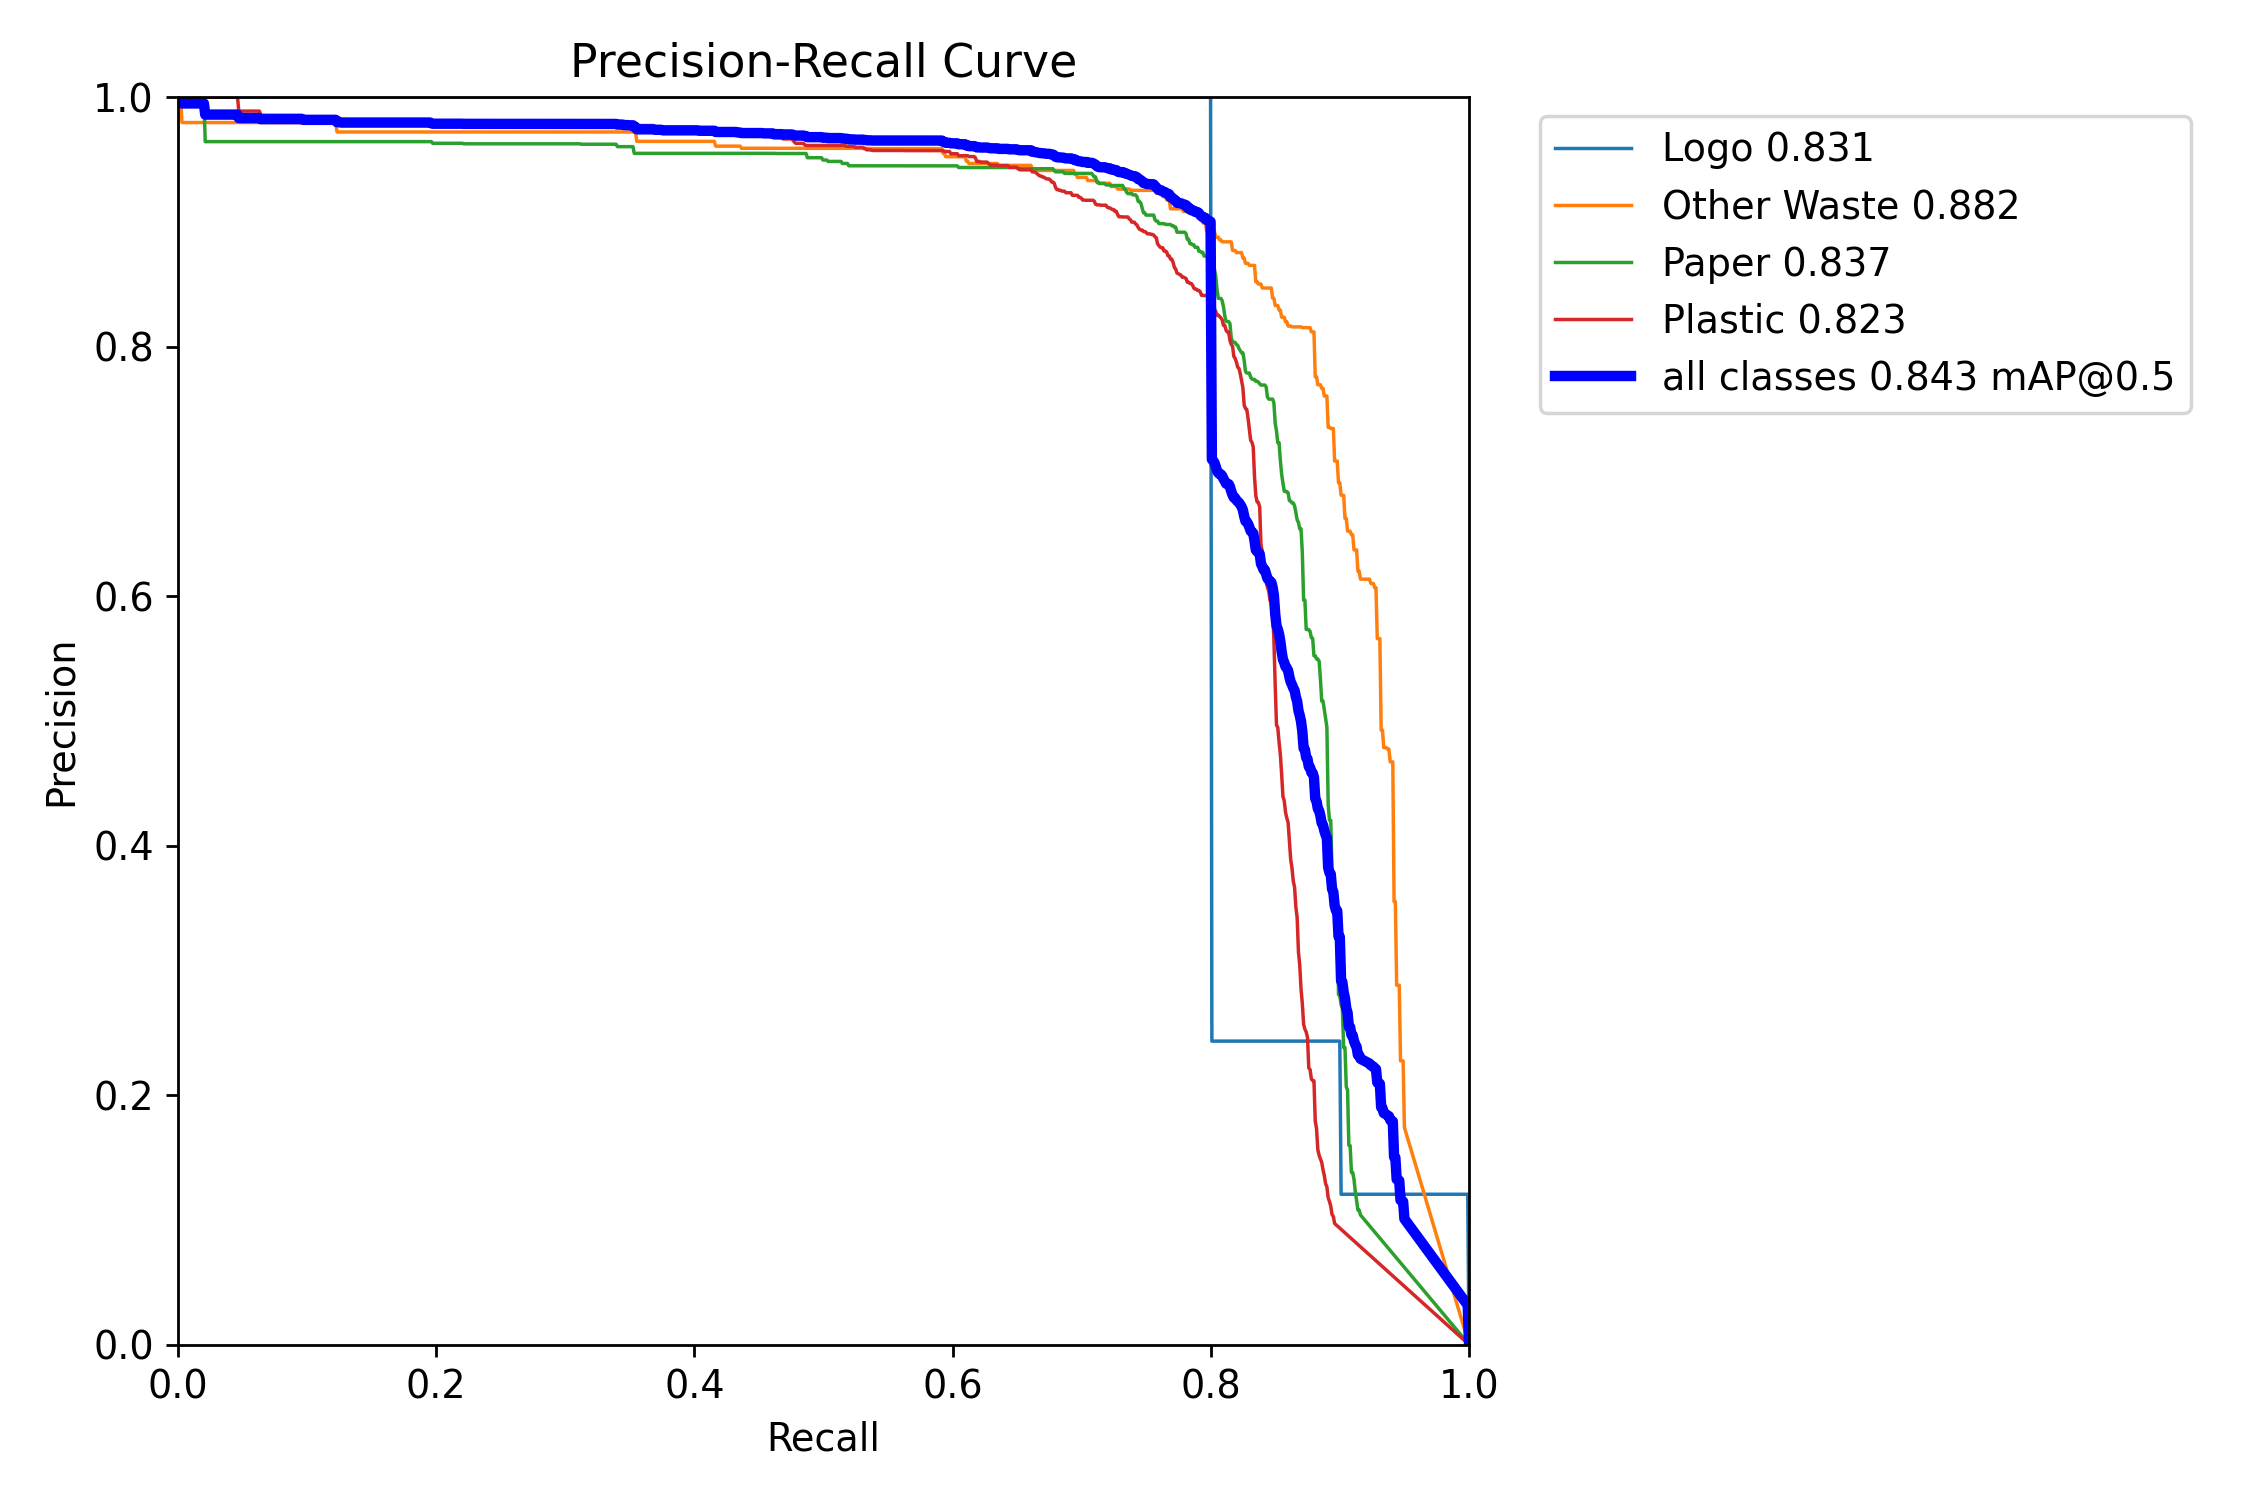 Precision-Recall Curve
1.0
0.8
0.6
0.4
0.2
0.0
Precision
0.0 0.2 0.4 0.6 0.8 1.0
Recall
Logo 0.831
Other Waste 0.882
Paper 0.837
Plastic 0.823
all classes 0.843 mAP@0.5